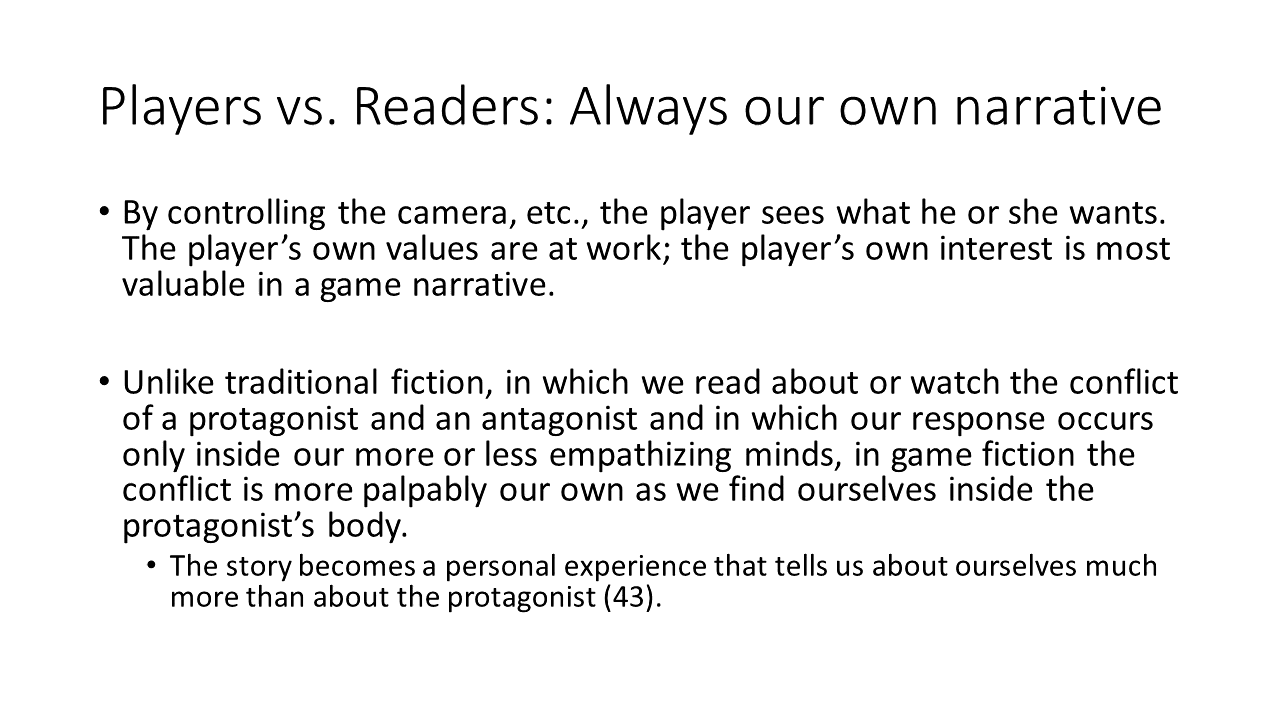 Players vs. Readers: Always our own narrative
• By controlling the camera, etc., the player sees what he or she wants.
The player’s own values are at work; the player’s own interest is most
valuable in a game narrative.
• Unlike traditional fiction, in which we read about or watch the conflict
of a protagonist and an antagonist and in which our response occurs
only inside our more or less empathizing minds, in game fiction the
conflict is more palpably our own as we find ourselves inside the
protagonist’s body.
• The story becomes a personal experience that tells us about ourselves much
more than about the protagonist (43).